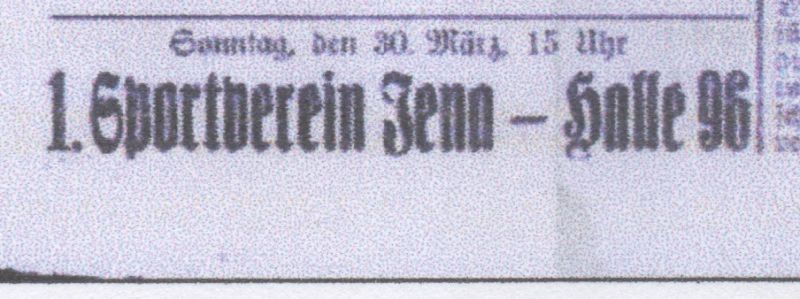 Sonntag, den 30. März, 15 Uhr
1. Sportverein Jena – Halle 96